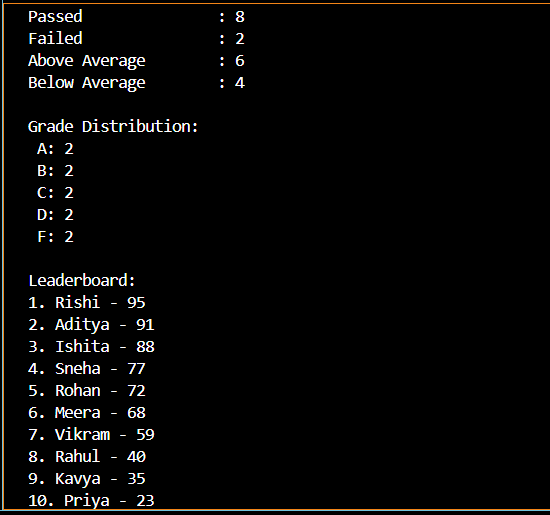 Passed               : 8
Failed               : 2
Above Average        : 6
Below Average        : 4
Grade Distribution:
A: 2
B: 2
C: 2
D: 2
F: 2
Leaderboard:
1. Rishi - 95
2. Aditya - 91
3. Ishita - 88
4. Sneha - 77
5. Rohan - 72
6. Meera - 68
7. Vikram - 59
8. Rahul - 40
9. Kavya - 35
10. Priya - 23